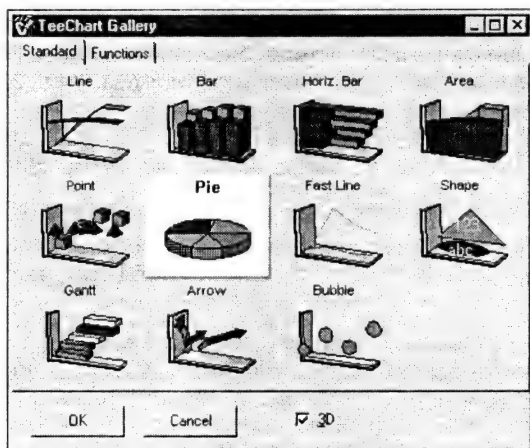 TeeChart Gallery
Standard Functions
Line Bar Horiz. Bar Area
Point Pie Fast Line Shape
abc
Gantt Arrow Bubble
OK Cancel 3D